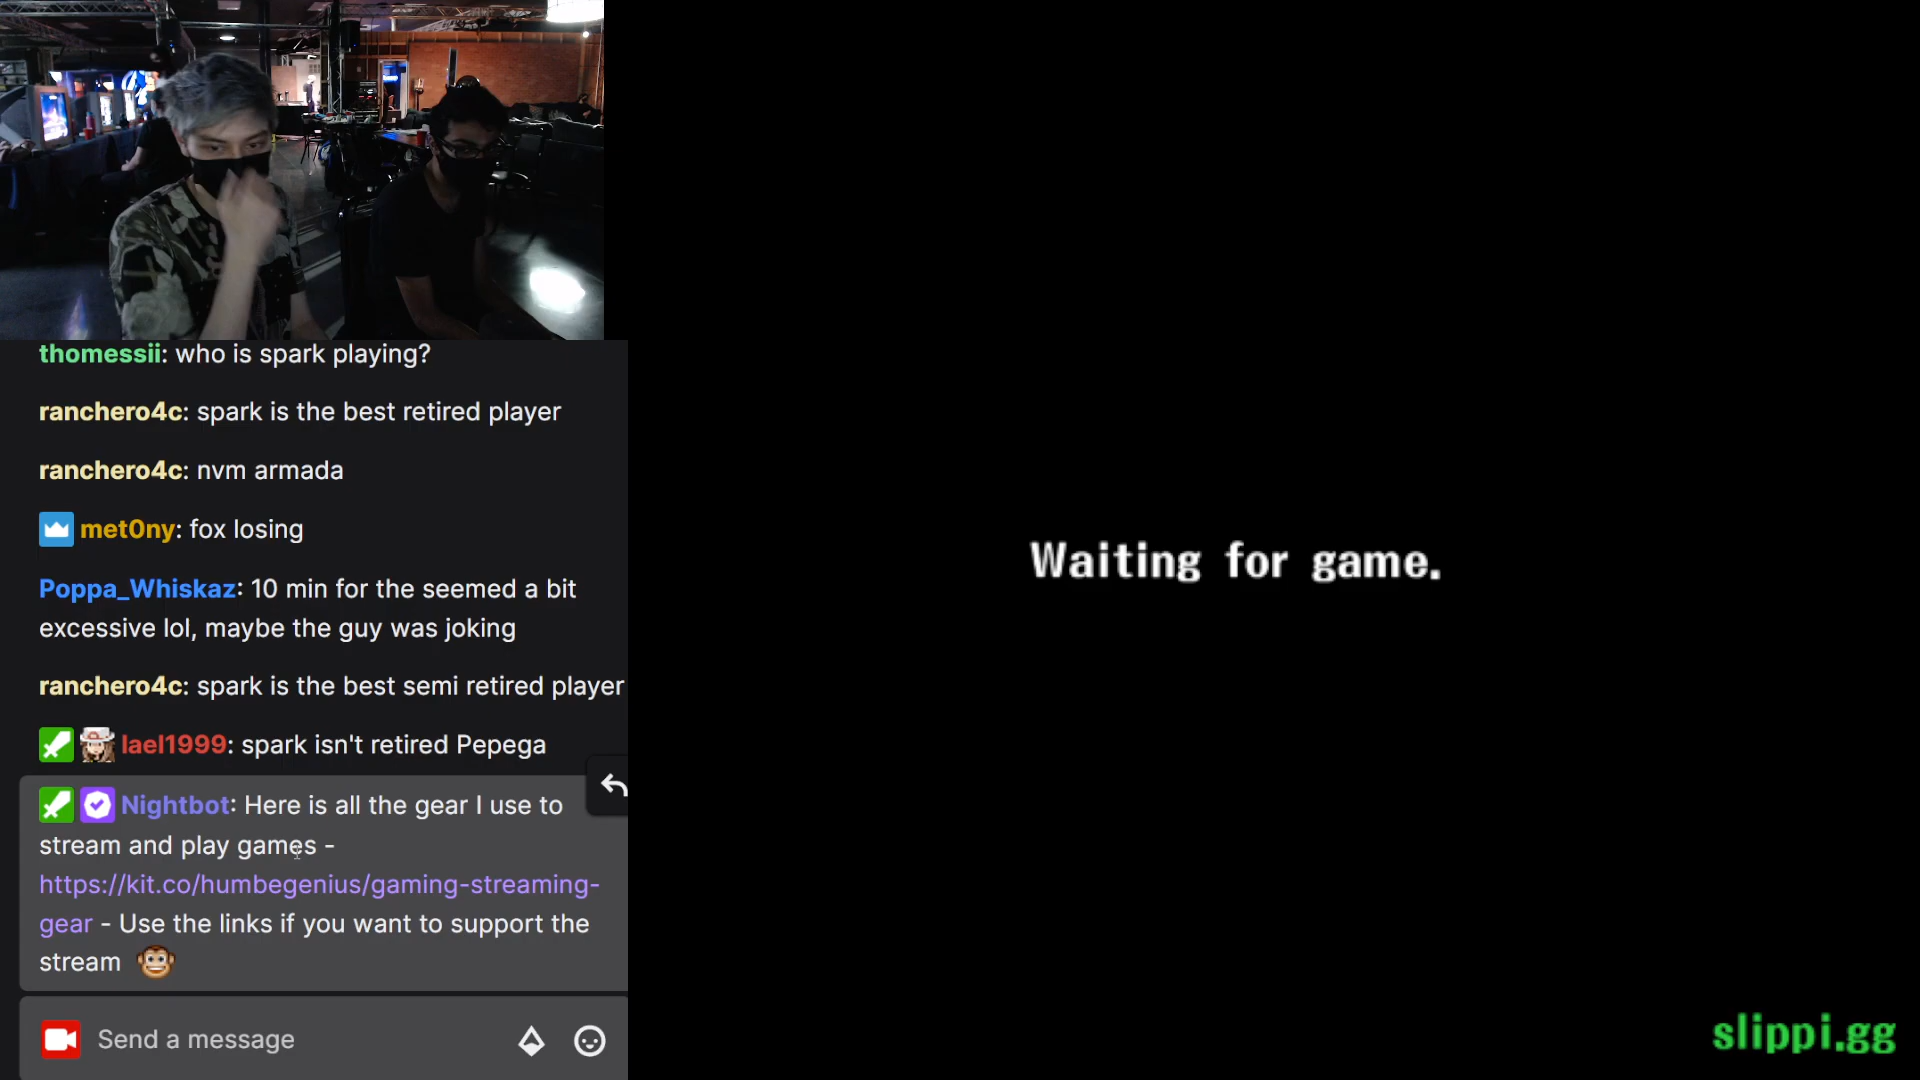 thomessii: who is spark playing?
ranchero4c: spark is the best retired player
ranchero4c: nvm armada
met0ny: fox losing
Poppa_Whiskaz: 10 min for the seemed a bit
excessive lol, maybe the guy was joking
ranchero4c: spark is the best semi retired player
lael1999: spark isn't retired Pepega
Nightbot: Here is all the gear I use to
stream and play games -
https://kit.co/humbegenius/gaming-streaming-
gear - Use the links if you want to support the
stream
Send a message
Waiting for game.
slippi.gg